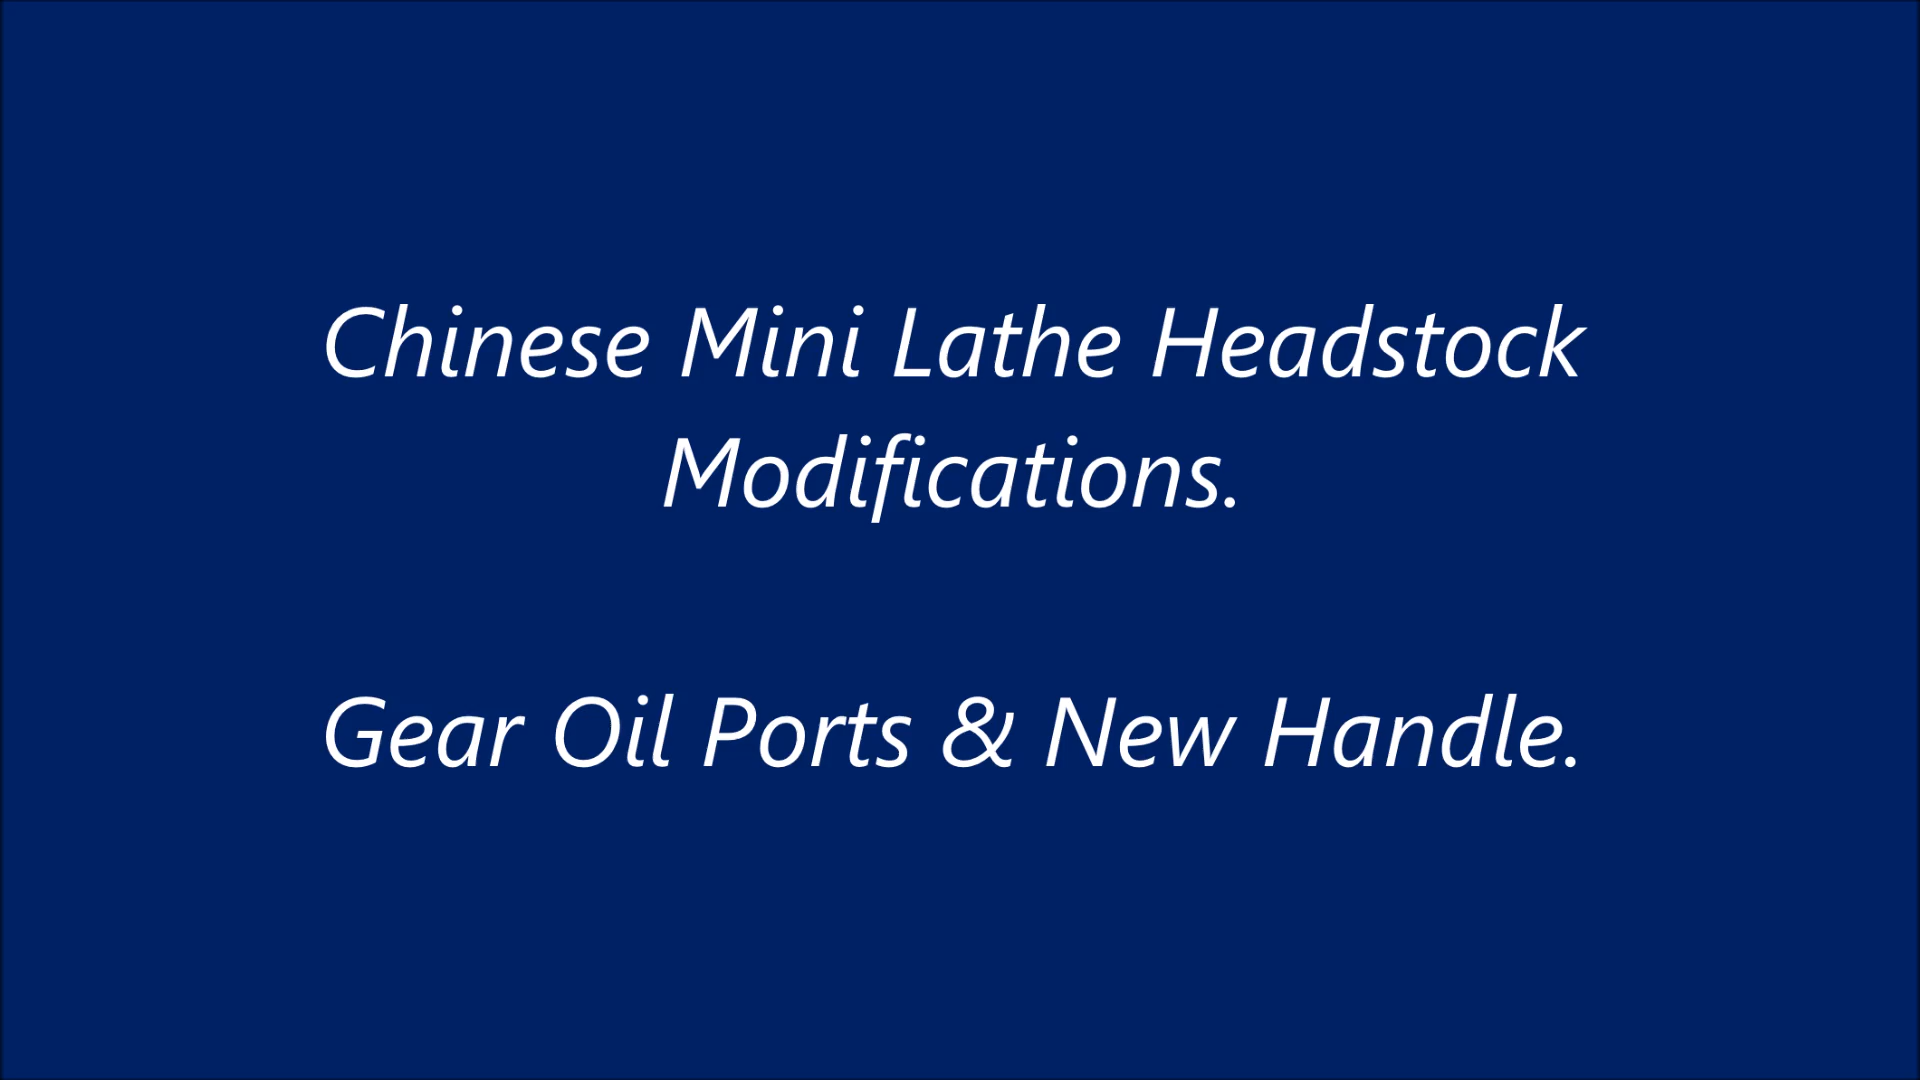 Chinese Mini Lathe Headstock
Modifications.
Gear Oil Ports & New Handle.